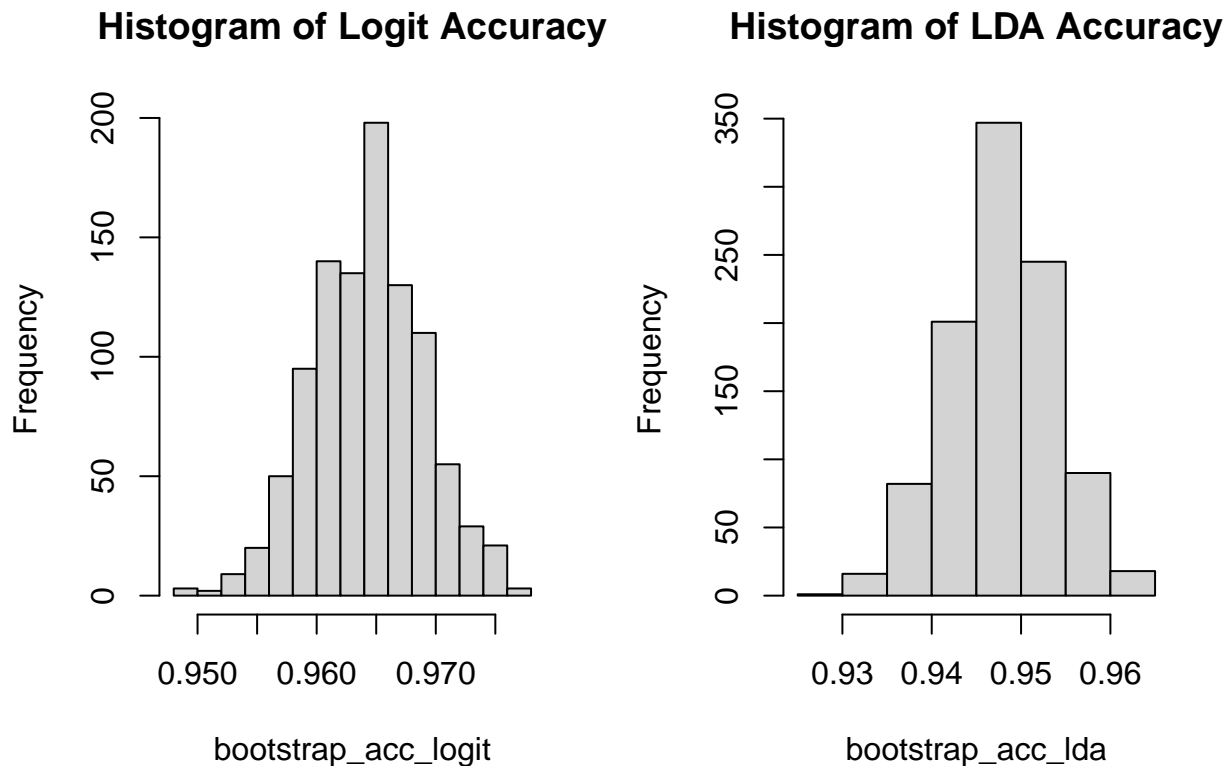 Histogram of Logit Accuracy
Frequency
0
50
100
150
200
0.950
0.960
0.970
bootstrap_acc_logit
Histogram of LDA Accuracy
Frequency
0
50
150
250
350
0.93
0.94
0.95
0.96
bootstrap_acc_lda